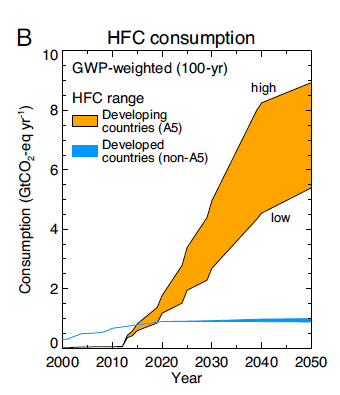 B
HFC consumption
GWP-weighted (100-yr)
HFC range
Developing
countries (A5)
Developed
countries (non-A5)
high
low
Consumption (GtCO₂-eq yr⁻¹)
10
8
6
4
2
0
2000 2010 2020 2030 2040 2050
Year